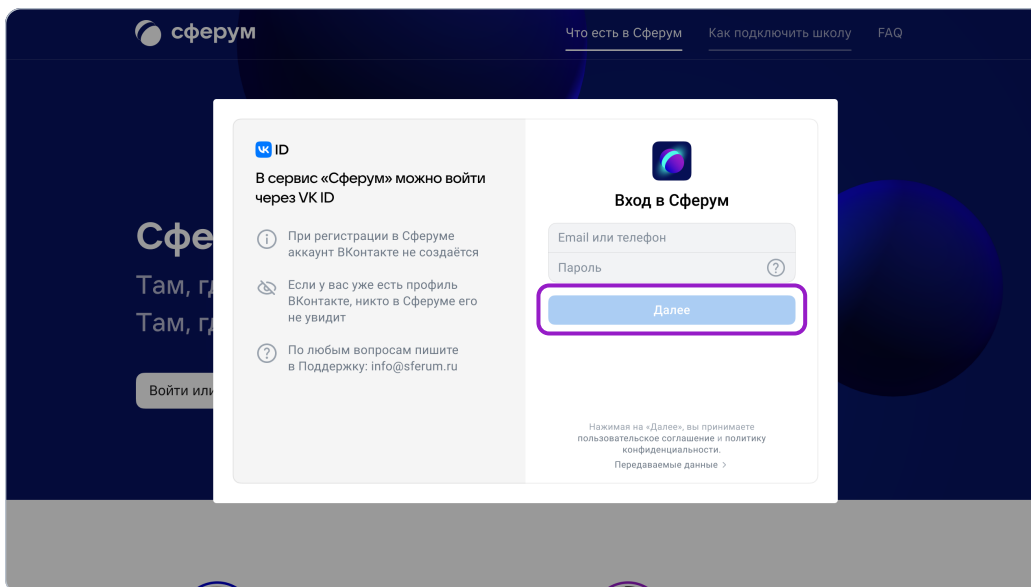 сферум
Что есть в Сферум
Как подключить школу
FAQ
VK ID
В сервис «Сферум» можно войти
через VK ID
При регистрации в Сферуме
аккаунт ВКонтакте не создаётся
Если у вас уже есть профиль
ВКонтакте, никто в Сферуме его
не увидит
По любым вопросам пишите
в Поддержку: info@sferum.ru
Вход в Сферум
Email или телефон
Пароль
?
Далее
Нажимая на «Далее», вы принимаете
пользовательское соглашение и политику
конфиденциальности.
Передаваемые данные >
Сфе
Там, г
Там, г
Войти или